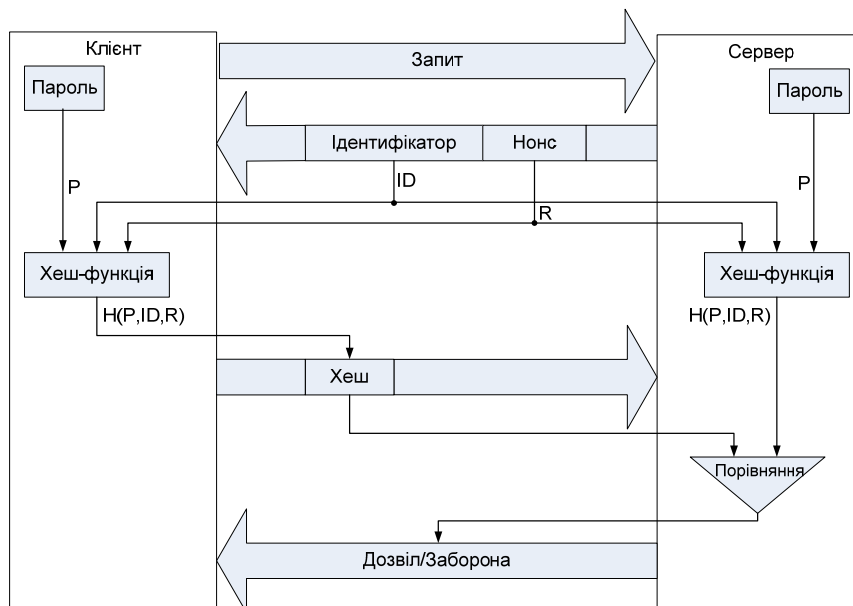 Клієнт
Запит
Сервер
Пароль
Пароль
Ідентифікатор
Нонс
P
ID
P
R
Хеш-функція
Хеш-функція
H(P,ID,R)
H(P,ID,R)
Хеш
Порівняння
Дозвіл/Заборона